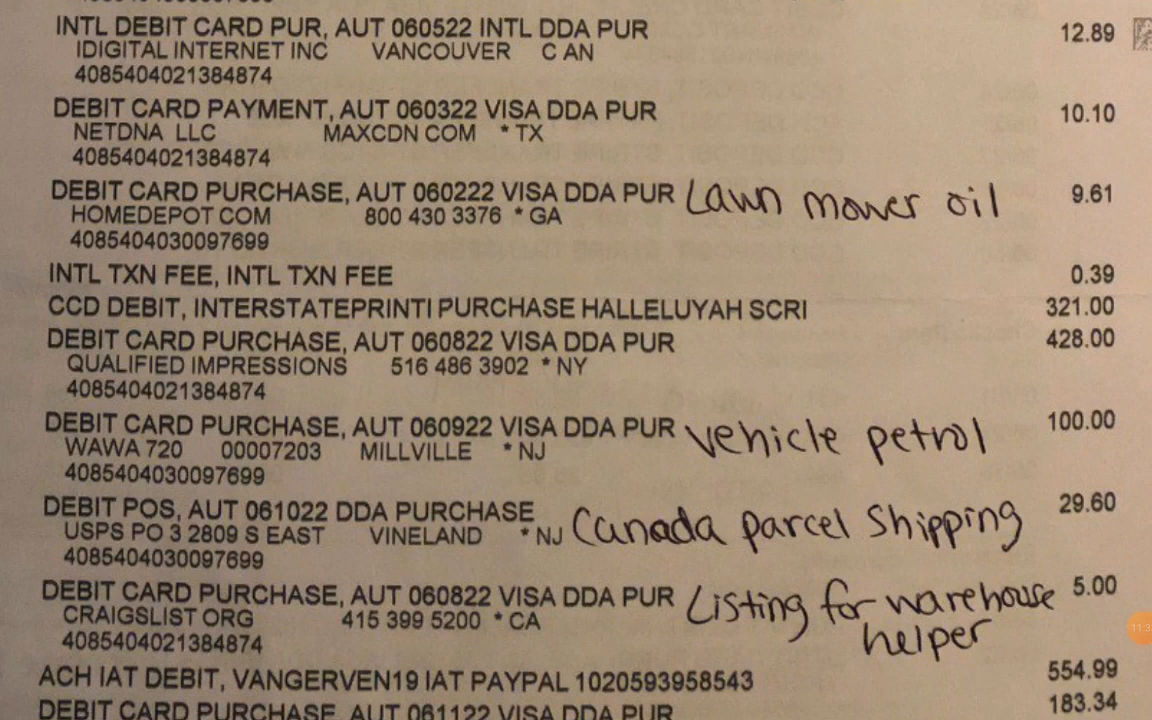 INTL DEBIT CARD PUR, AUT 060522 INTL DDA PUR 12.89
IDIGITAL INTERNET INC VANCOUVER C AN
4085404021384874
DEBIT CARD PAYMENT, AUT 060322 VISA DDA PUR 10.10
NETDNA LLC MAXCDN COM * TX
4085404021384874
DEBIT CARD PURCHASE, AUT 060222 VISA DDA PUR Lawn mower oil 9.61
HOMEDEPOT COM 800 430 3376 * GA
4085404030097699
INTL TXN FEE, INTL TXN FEE 0.39
CCD DEBIT, INTERSTATEPRINTI PURCHASE HALLELUYAH SCRI 321.00
DEBIT CARD PURCHASE, AUT 060822 VISA DDA PUR 428.00
QUALIFIED IMPRESSIONS 516 486 3902 * NY
4085404021384874
DEBIT CARD PURCHASE, AUT 060922 VISA DDA PUR vehicle petrol 100.00
WAWA 720 00007203 MILLVILLE * NJ
4085404030097699
DEBIT POS, AUT 061022 DDA PURCHASE 29.60
USPS PO 3 2809 S EAST VINELAND * NJ Canada parcel Shipping
4085404030097699
DEBIT CARD PURCHASE, AUT 060822 VISA DDA PUR Listing for warehouse 5.00
CRAIGSLIST ORG 415 399 5200 * CA helper
4085404021384874
ACH IAT DEBIT, VANGERVEN19 IAT PAYPAL 1020593958543 554.99
DEBIT CARD PURCHASE, AUT 061122 VISA DDA PUR 183.34